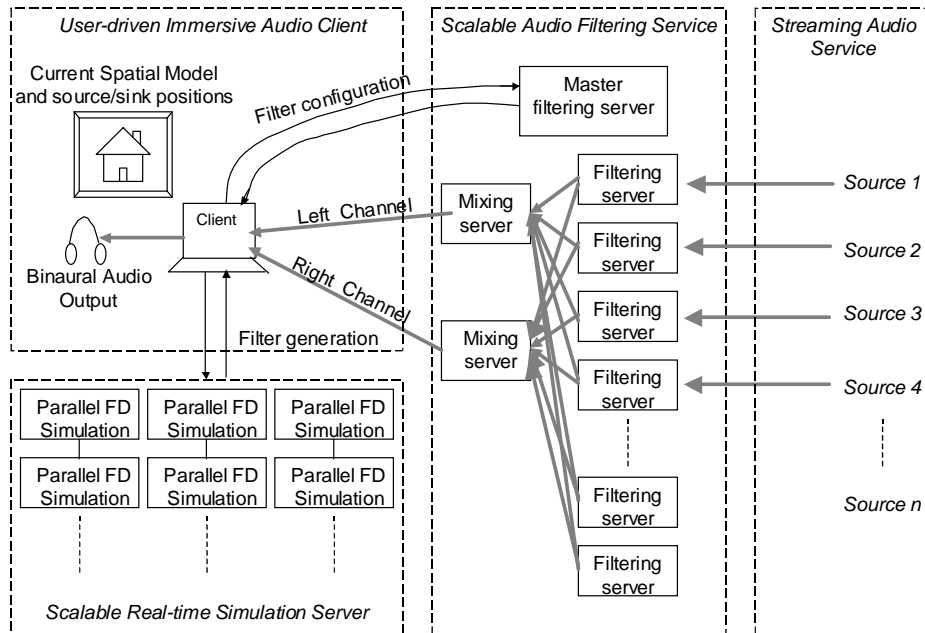 User-driven Immersive Audio Client
Current Spatial Model
and source/sink positions
Filter configuration
Client
Left Channel
Right Channel
Binaural Audio
Output
Filter generation
Parallel FD
Simulation
Parallel FD
Simulation
Parallel FD
Simulation
Parallel FD
Simulation
Parallel FD
Simulation
Parallel FD
Simulation
Scalable Real-time Simulation Server
Scalable Audio Filtering Service
Master
filtering server
Mixing
server
Mixing
server
Filtering
server
Filtering
server
Filtering
server
Filtering
server
Filtering
server
Filtering
server
Streaming Audio
Service
Source 1
Source 2
Source 3
Source 4
Source n